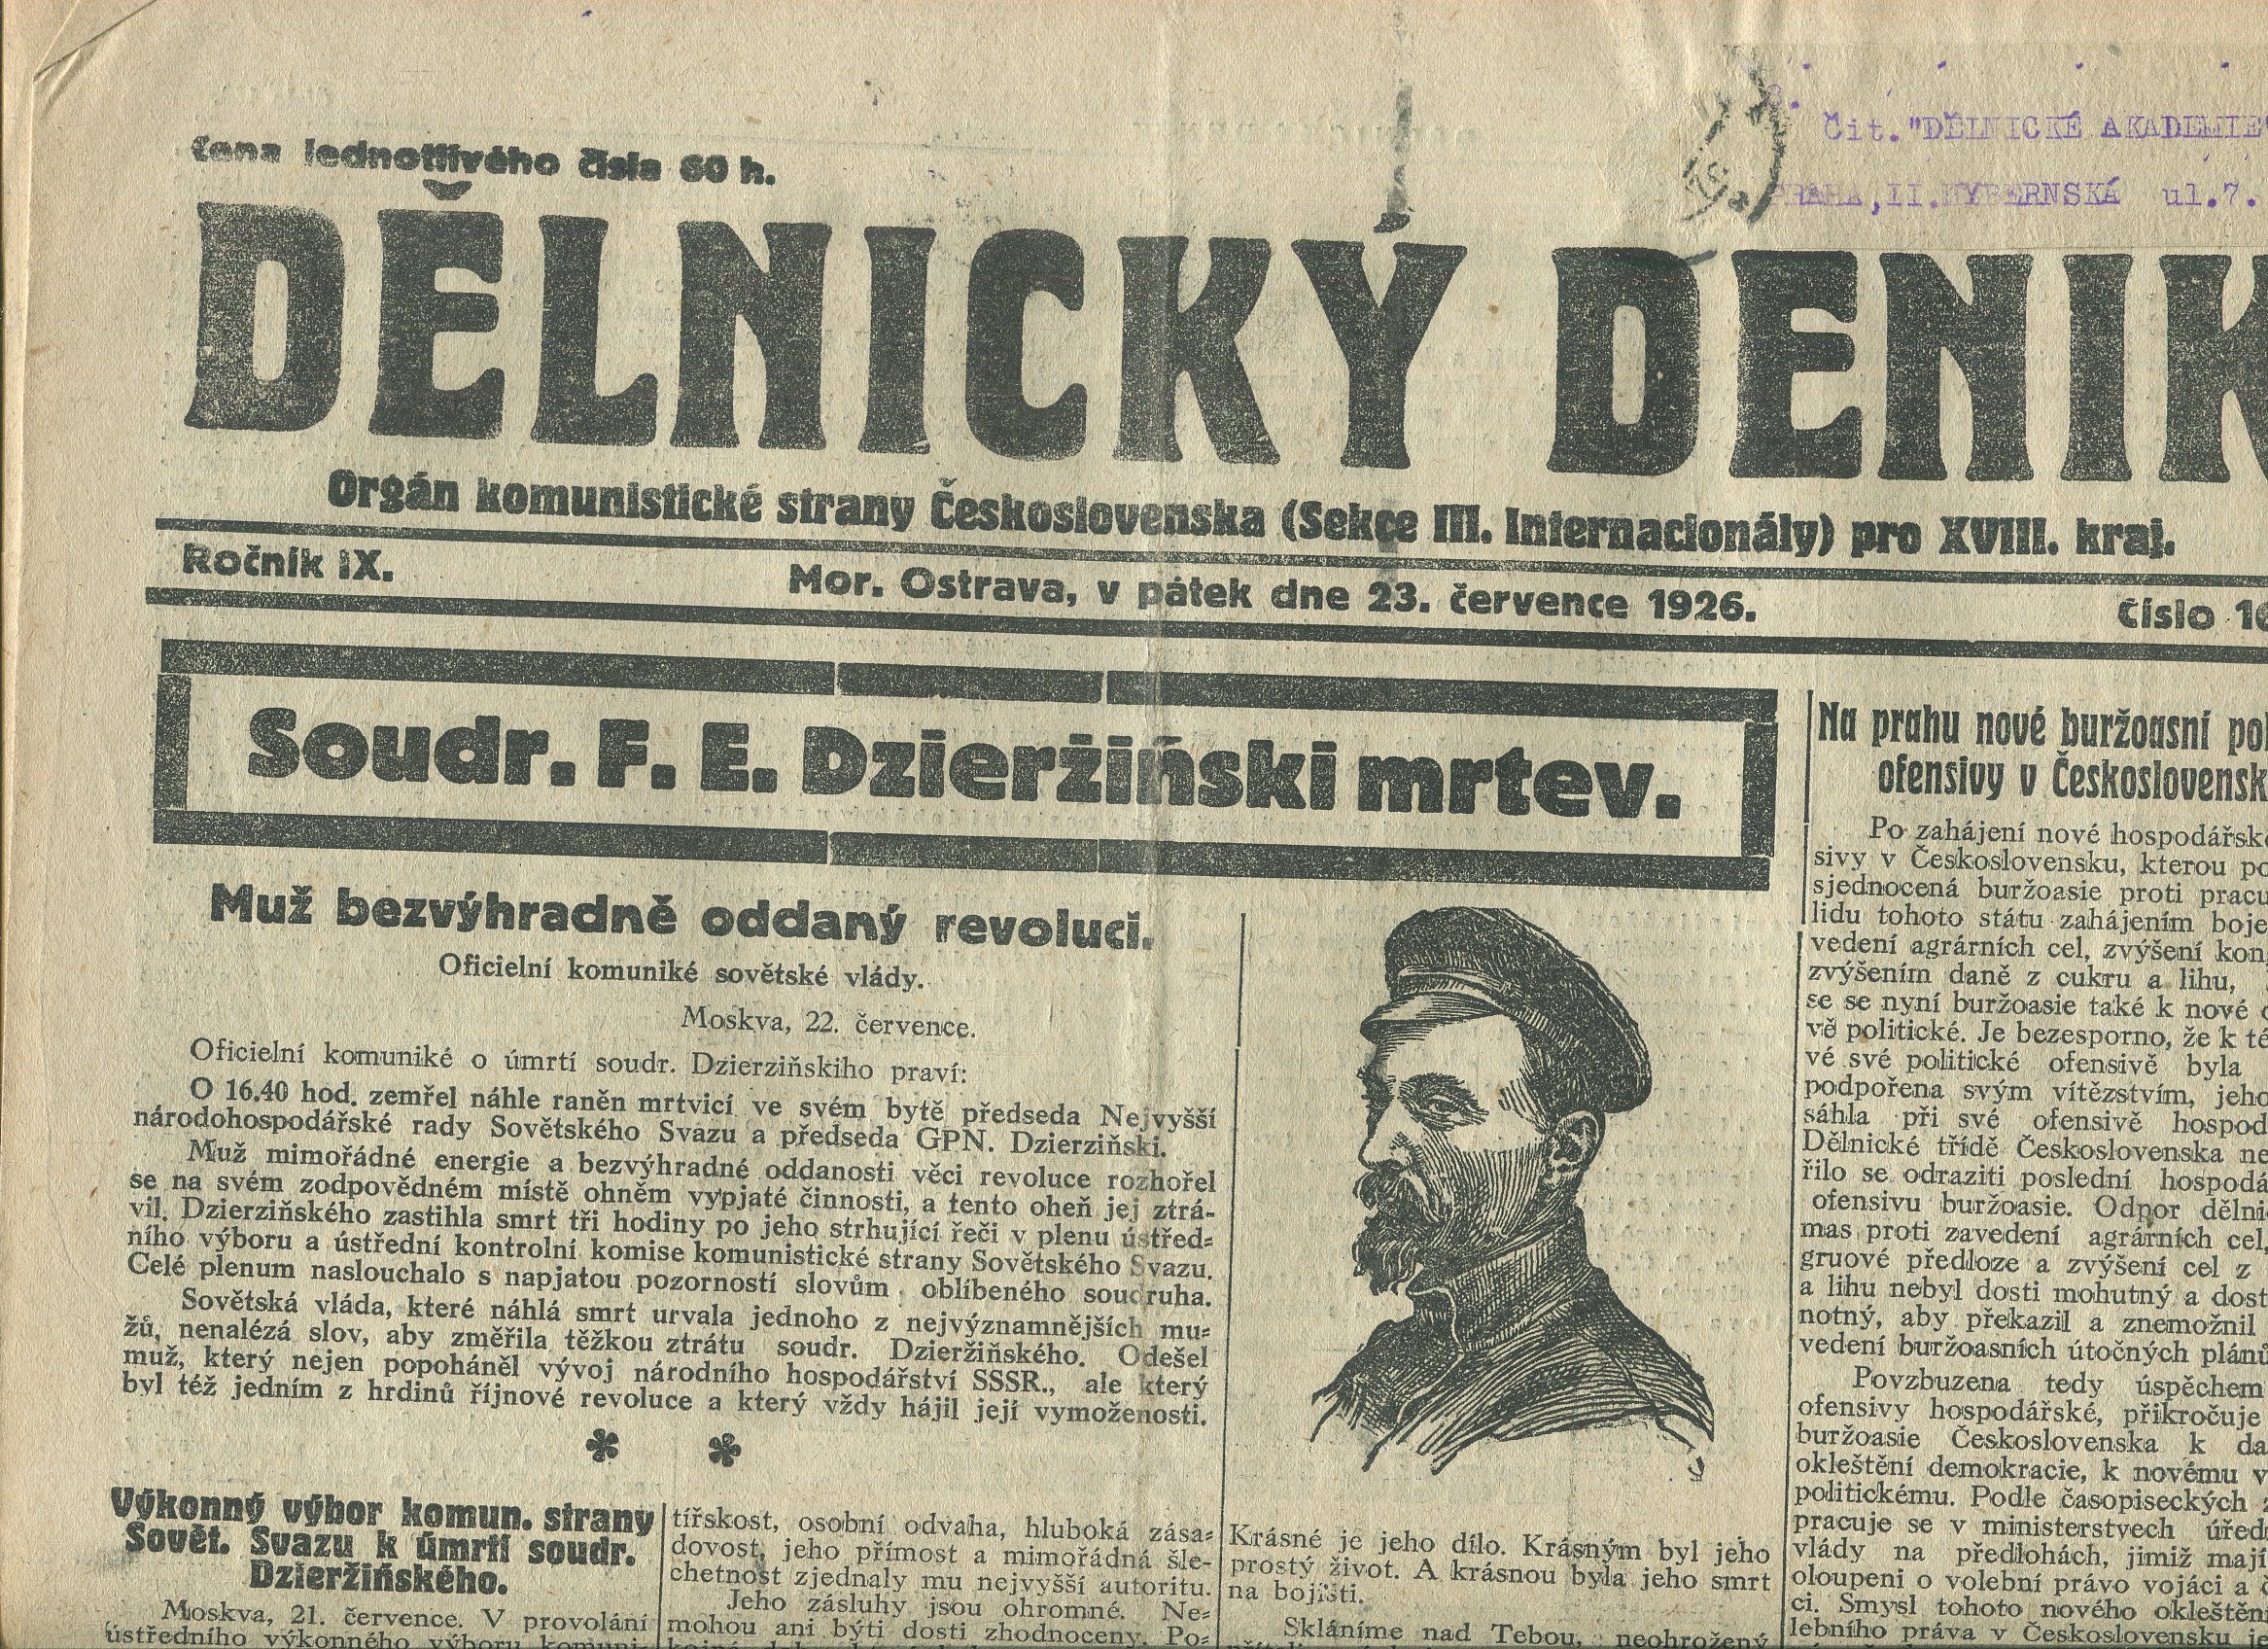 Čít. "DĚLNICKÉ AKADEMIE"
PRAHA, II. HYBERNSKÁ ul. 7.
Cena jednotlivého čísla 60 h.
DĚLNICKÝ DENÍK
Orgán komunistické strany Československa (Sekce III. Internacionály) pro XVIII. kraj.
Ročník IX.
Mor. Ostrava, v pátek dne 23. července 1926.
Číslo
Soudr. F. E. Dzieržiński mrtev.
Muž bezvýhradně oddaný revoluci.
Oficielní komuniké sovětské vlády.
Moskva, 22. července.
Oficielní komuniké o úmrtí soudr. Dzierziňskiho praví:
O 16.40 hod. zemřel náhle raněn mrtvicí ve svém bytě předseda Nejvyšší
národohospodářské rady Sovětského Svazu a předseda GPN. Dzierziňski.
Muž mimořádné energie a bezvýhradné oddanosti věci revoluce rozhořel
se na svém zodpovědném místě ohněm vypjaté činnosti, a tento oheň jej ztrá-
vil. Dzierziňského zastihla smrt tři hodiny po jeho strhující řeči v plenu ústřed-
ního výboru a ústřední kontrolní komise komunistické strany Sovětského Svazu.
Celé plenum naslouchalo s napjatou pozorností slovům oblíbeného soudruha.
Sovětská vláda, které náhlá smrt urvala jednoho z nejvýznamnějších mu-
žů, nenalézá slov, aby změřila těžkou ztrátu soudr. Dzieržiňského. Odešel
muž, který nejen popoháněl vývoj národního hospodářství SSSR., ale který
byl též jedním z hrdinů říjnové revoluce a který vždy hájil její vymoženosti.
Výkonný výbor komun. strany
Sovět. Svazu k úmrtí soudr.
Dzieržiňského.
Moskva, 21. července. V provolání
ústředního výkonného výboru komuni-
tířskost, osobní odvaha, hluboká zása-
dovost, jeho přímost a mimořádná šle-
chetnost zjednaly mu nejvyšší autoritu.
Jeho zásluhy jsou ohromné. Ne-
mohou ani býti dosti zhodnoceny. Po-
Krásné je jeho dílo. Krásným byl jeho
prostý život. A krásnou byla jeho smrt
na bojišti.
Skláníme nad Tebou, neohrožený
Na prahu nové buržoasní
ofensivy v
Po zahájení nové
sivy v Československu, kterou
sjednocená buržoasie proti
lidu tohoto státu zahájením
vedení agrárních cel, zvýšení
zvýšením daně z cukru a lihu,
se se nyní buržoasie také k nové
vě politické. Je bezesporno, že k
vé své politické ofensivě byla
podpořena svým vítězstvím,
sáhla při své ofensivě
Dělnické třídě Československa
řilo se odraziti poslední
ofensivu buržoasie. Odpor
mas proti zavedení agrárních cel,
gruové předloze a zvýšení cel z
a lihu nebyl dosti mohutný a
notný, aby překazil a znemožnil
vedení buržoasních útočných
Povzbuzena tedy úspěchem
ofensivy hospodářské, přikročuje
buržoasie Československa k
okleštění demokracie, k novému
politickému. Podle časopiseckých
pracuje se v ministerstvech
vlády na předlohách, jimiž mají
oloupeni o volební právo vojáci a
ci. Smysl tohoto nového
lebního práva v Československu